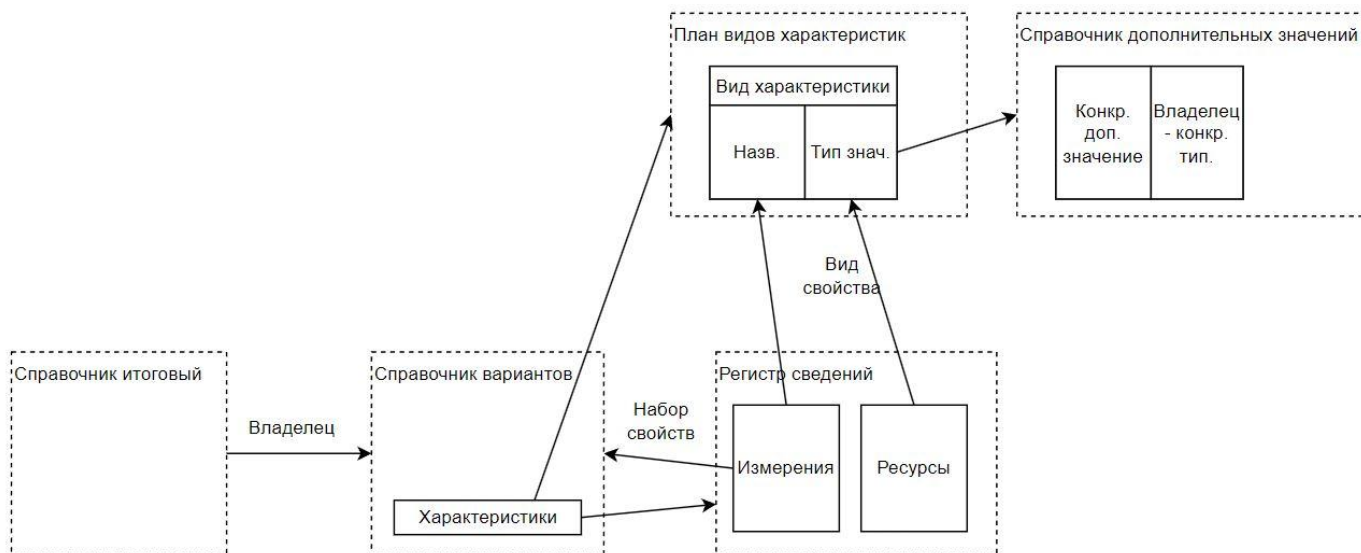 План видов характеристик
Справочник дополнительных значений
Вид характеристики
Назв.
Тип знач.
Конкр.
доп.
значение
Владелец
- конкр.
тип.
Вид
свойства
Справочник итоговый
Справочник вариантов
Регистр сведений
Владелец
Набор
свойств
Измерения
Ресурсы
Характеристики